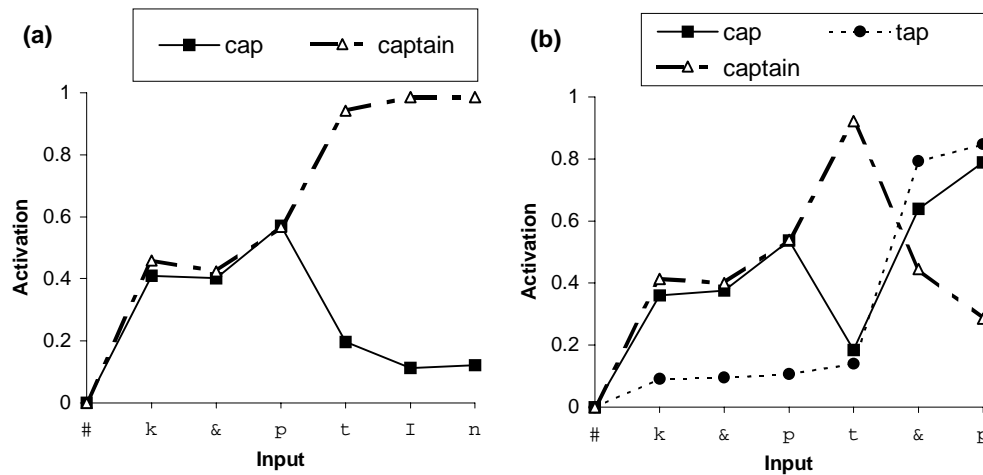 (a)
cap
captain
1
0.8
0.6
0.4
0.2
0
Activation
# k & p t I n
Input
(b)
cap
tap
captain
1
0.8
0.6
0.4
0.2
0
Activation
# k & p t & p
Input